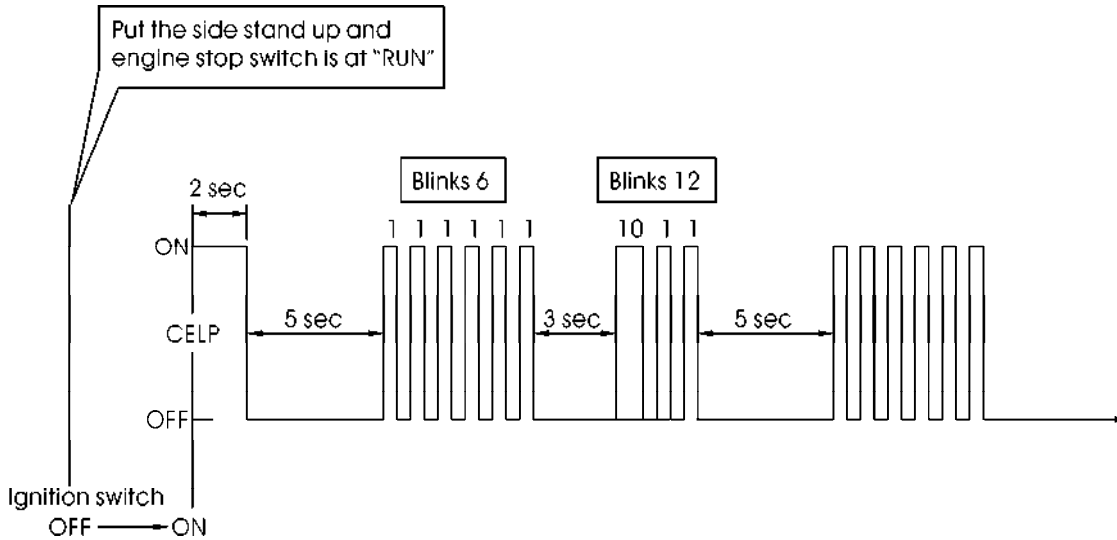 Put the side stand up and
engine stop switch is at “RUN”
Blinks 6
Blinks 12
2 sec
1 1 1 1 1 1
10 1 1
ON
5 sec
3 sec
5 sec
CELP
OFF
Ignition switch
OFF
ON